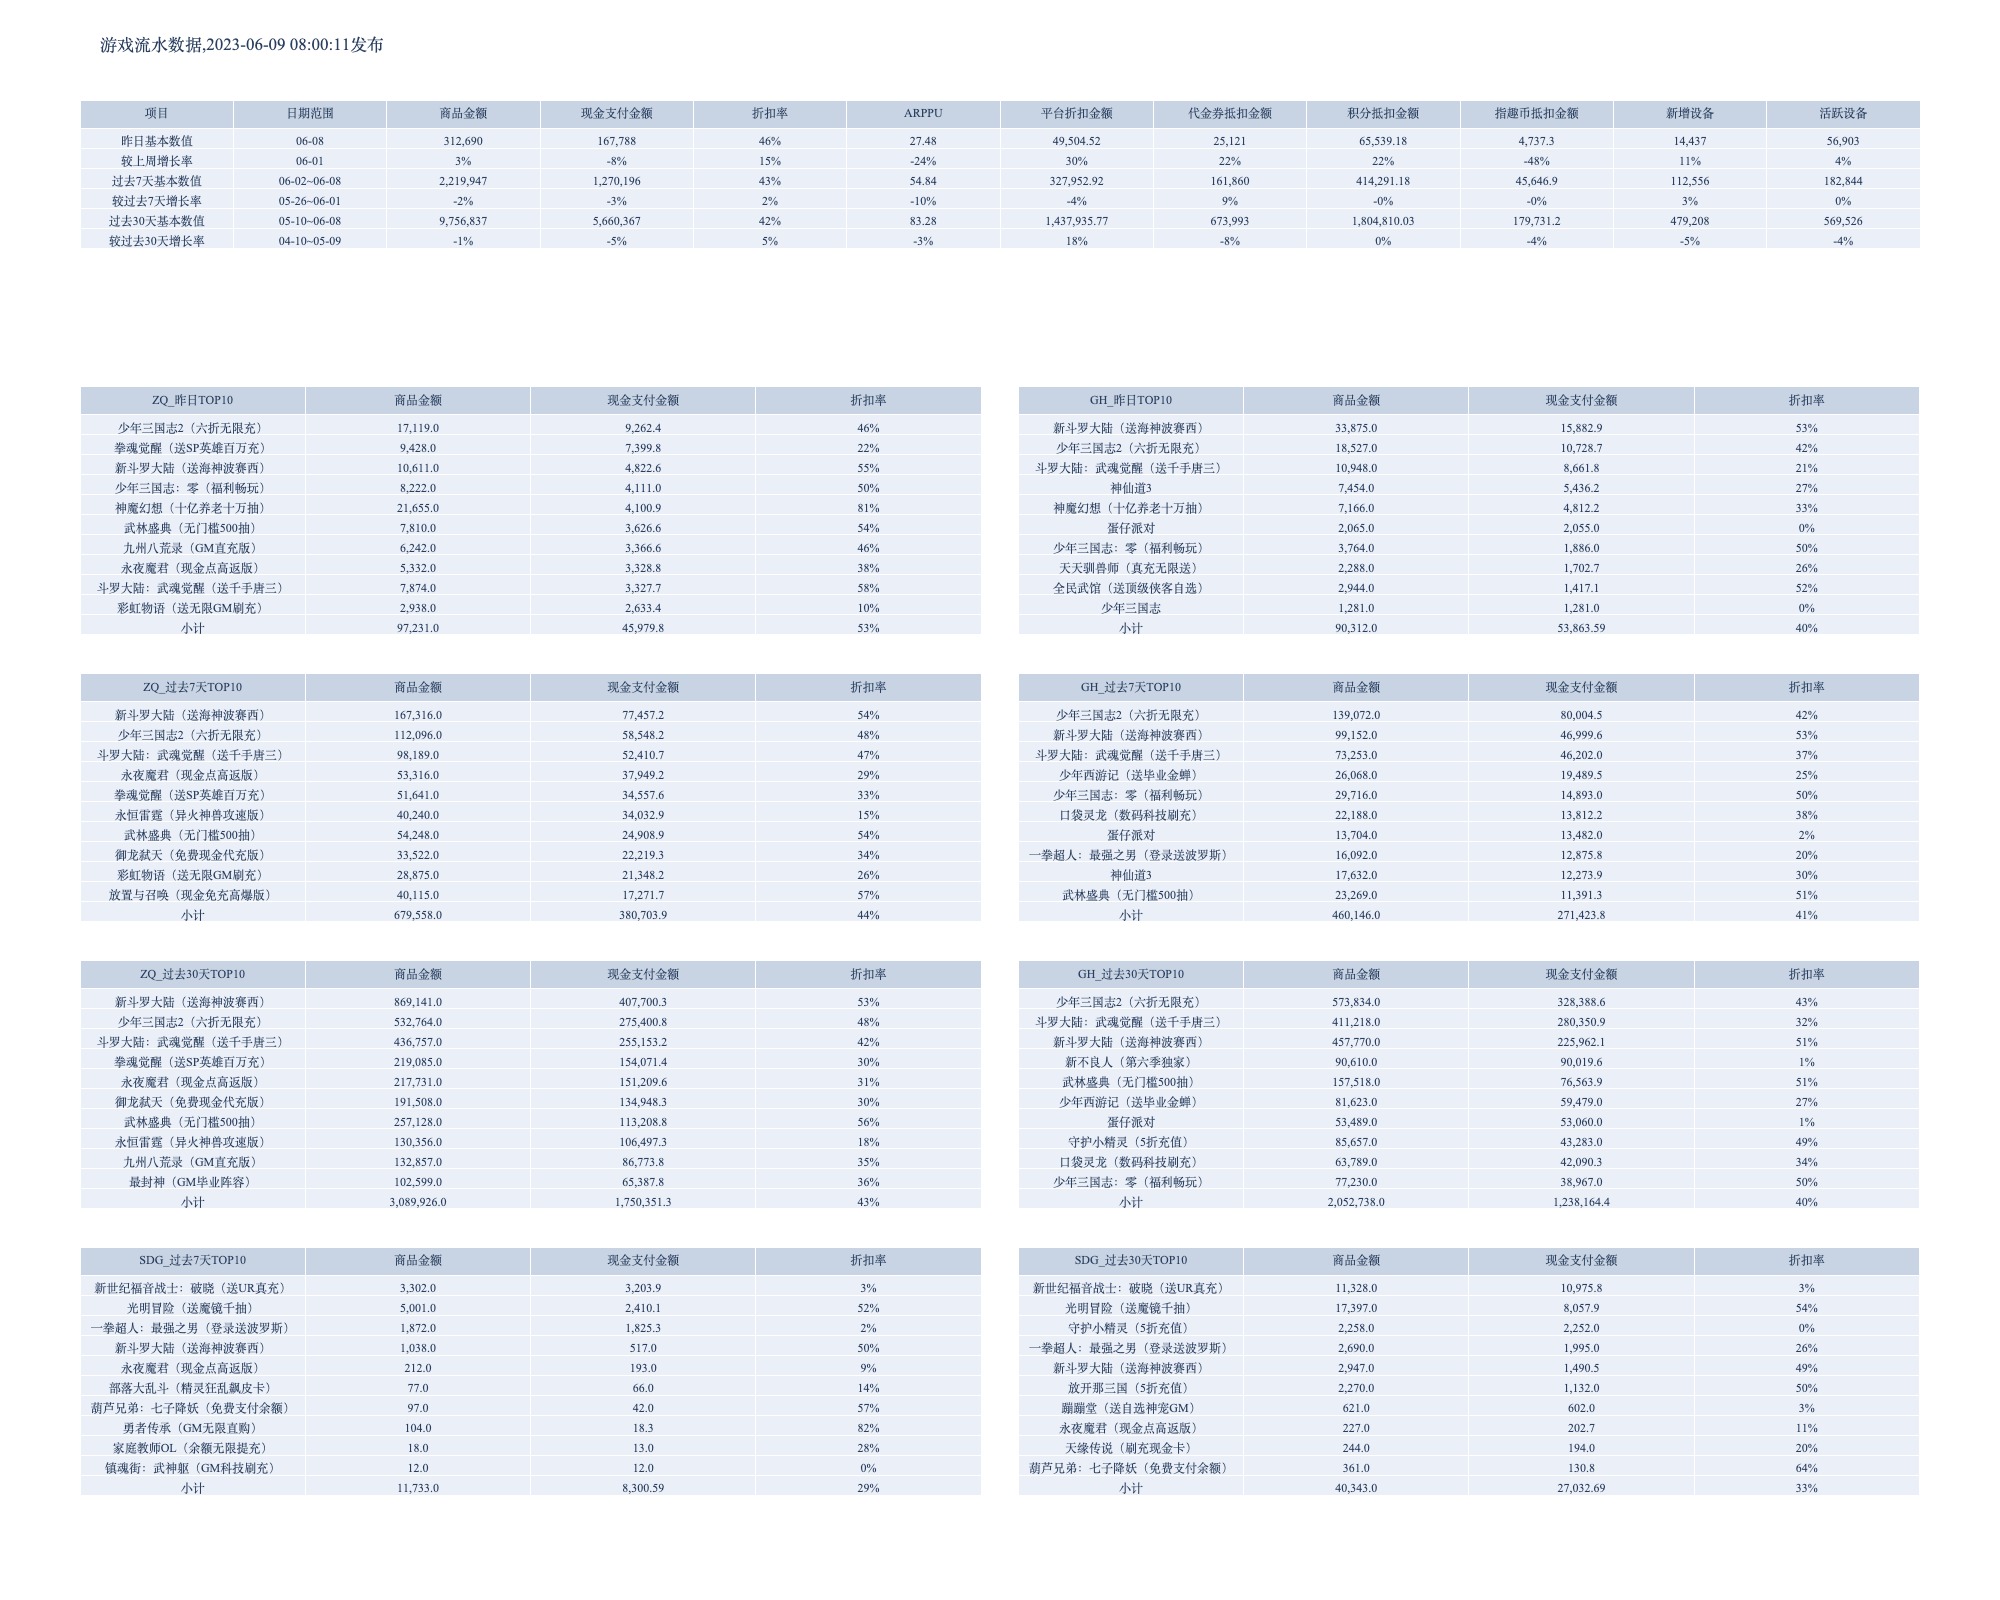 游戏流水数据,2023-06-09 08:00:11发布
项目 日期范围 商品金额 现金支付金额 折扣率 ARPPU 平台折扣金额 代金券抵扣金额 积分抵扣金额 指趣币抵扣金额 新增设备 活跃设备
昨日基本数值 06-08 312,690 167,788 46% 27.48 49,504.52 25,121 65,539.18 4,737.3 14,437 56,903
较上周增长率 06-01 3% -8% 15% -24% 30% 22% 22% -48% 11% 4%
过去7天基本数值 06-02~06-08 2,219,947 1,270,196 43% 54.84 327,952.92 161,860 414,291.18 45,646.9 112,556 182,844
较过去7天增长率 05-26~06-01 -2% -3% 2% -10% -4% 9% -0% -0% 3% 0%
过去30天基本数值 05-10~06-08 9,756,837 5,660,367 42% 83.28 1,437,935.77 673,993 1,804,810.03 179,731.2 479,208 569,526
较过去30天增长率 04-10~05-09 -1% -5% 5% -3% 18% -8% 0% -4% -5% -4%
ZQ_昨日TOP10 商品金额 现金支付金额 折扣率
少年三国志2（六折无限充） 17,119.0 9,262.4 46%
拳魂觉醒（送SP英雄百万充） 9,428.0 7,399.8 22%
新斗罗大陆（送海神波赛西） 10,611.0 4,822.6 55%
少年三国志：零（福利畅玩） 8,222.0 4,111.0 50%
神魔幻想（十亿养老十万抽） 21,655.0 4,100.9 81%
武林盛典（无门槛500抽） 7,810.0 3,626.6 54%
九州八荒录（GM直充版） 6,242.0 3,366.6 46%
永夜魔君（现金点高返版） 5,332.0 3,328.8 38%
斗罗大陆：武魂觉醒（送千手唐三） 7,874.0 3,327.7 58%
彩虹物语（送无限GM刷充） 2,938.0 2,633.4 10%
小计 97,231.0 45,979.8 53%
GH_昨日TOP10 商品金额 现金支付金额 折扣率
新斗罗大陆（送海神波赛西） 33,875.0 15,882.9 53%
少年三国志2（六折无限充） 18,527.0 10,728.7 42%
斗罗大陆：武魂觉醒（送千手唐三） 10,948.0 8,661.8 21%
神仙道3 7,454.0 5,436.2 27%
神魔幻想（十亿养老十万抽） 7,166.0 4,812.2 33%
蛋仔派对 2,065.0 2,055.0 0%
少年三国志：零（福利畅玩） 3,764.0 1,886.0 50%
天天驯兽师（真充无限送） 2,288.0 1,702.7 26%
全民武馆（送顶级侠客自选） 2,944.0 1,417.1 52%
少年三国志 1,281.0 1,281.0 0%
小计 90,312.0 53,863.59 40%
ZQ_过去7天TOP10 商品金额 现金支付金额 折扣率
新斗罗大陆（送海神波赛西） 167,316.0 77,457.2 54%
少年三国志2（六折无限充） 112,096.0 58,548.2 48%
斗罗大陆：武魂觉醒（送千手唐三） 98,189.0 52,410.7 47%
永夜魔君（现金点高返版） 53,316.0 37,949.2 29%
拳魂觉醒（送SP英雄百万充） 51,641.0 34,557.6 33%
永恒雷霆（异火神兽攻速版） 40,240.0 34,032.9 15%
武林盛典（无门槛500抽） 54,248.0 24,908.9 54%
御龙弑天（免费现金代充版） 33,522.0 22,219.3 34%
彩虹物语（送无限GM刷充） 28,875.0 21,348.2 26%
放置与召唤（现金免充高爆版） 40,115.0 17,271.7 57%
小计 679,558.0 380,703.9 44%
GH_过去7天TOP10 商品金额 现金支付金额 折扣率
少年三国志2（六折无限充） 139,072.0 80,004.5 42%
新斗罗大陆（送海神波赛西） 99,152.0 46,999.6 53%
斗罗大陆：武魂觉醒（送千手唐三） 73,253.0 46,202.0 37%
少年西游记（送毕业金蝉） 26,068.0 19,489.5 25%
少年三国志：零（福利畅玩） 29,716.0 14,893.0 50%
口袋灵龙（数码科技刷充） 22,188.0 13,812.2 38%
蛋仔派对 13,704.0 13,482.0 2%
一拳超人：最强之男（登录送波罗斯） 16,092.0 12,875.8 20%
神仙道3 17,632.0 12,273.9 30%
武林盛典（无门槛500抽） 23,269.0 11,391.3 51%
小计 460,146.0 271,423.8 41%
ZQ_过去30天TOP10 商品金额 现金支付金额 折扣率
新斗罗大陆（送海神波赛西） 869,141.0 407,700.3 53%
少年三国志2（六折无限充） 532,764.0 275,400.8 48%
斗罗大陆：武魂觉醒（送千手唐三） 436,757.0 255,153.2 42%
拳魂觉醒（送SP英雄百万充） 219,085.0 154,071.4 30%
永夜魔君（现金点高返版） 217,731.0 151,209.6 31%
御龙弑天（免费现金代充版） 191,508.0 134,948.3 30%
武林盛典（无门槛500抽） 257,128.0 113,208.8 56%
永恒雷霆（异火神兽攻速版） 130,356.0 106,497.3 18%
九州八荒录（GM直充版） 132,857.0 86,773.8 35%
最封神（GM毕业阵容） 102,599.0 65,387.8 36%
小计 3,089,926.0 1,750,351.3 43%
GH_过去30天TOP10 商品金额 现金支付金额 折扣率
少年三国志2（六折无限充） 573,834.0 328,388.6 43%
斗罗大陆：武魂觉醒（送千手唐三） 411,218.0 280,350.9 32%
新斗罗大陆（送海神波赛西） 457,770.0 225,962.1 51%
新不良人（第六季独家） 90,610.0 90,019.6 1%
武林盛典（无门槛500抽） 157,518.0 76,563.9 51%
少年西游记（送毕业金蝉） 81,623.0 59,479.0 27%
蛋仔派对 53,489.0 53,060.0 1%
守护小精灵（5折充值） 85,657.0 43,283.0 49%
口袋灵龙（数码科技刷充） 63,789.0 42,090.3 34%
少年三国志：零（福利畅玩） 77,230.0 38,967.0 50%
小计 2,052,738.0 1,238,164.4 40%
SDG_过去7天TOP10 商品金额 现金支付金额 折扣率
新世纪福音战士：破晓（送UR真充） 3,302.0 3,203.9 3%
光明冒险（送魔镜千抽） 5,001.0 2,410.1 52%
一拳超人：最强之男（登录送波罗斯） 1,872.0 1,825.3 2%
新斗罗大陆（送海神波赛西） 1,038.0 517.0 50%
永夜魔君（现金点高返版） 212.0 193.0 9%
部落大乱斗（精灵狂乱飙皮卡） 77.0 66.0 14%
葫芦兄弟：七子降妖（免费支付余额） 97.0 42.0 57%
勇者传承（GM无限直购） 104.0 18.3 82%
家庭教师OL（余额无限提充） 18.0 13.0 28%
镇魂街：武神躯（GM科技刷充） 12.0 12.0 0%
小计 11,733.0 8,300.59 29%
SDG_过去30天TOP10 商品金额 现金支付金额 折扣率
新世纪福音战士：破晓（送UR真充） 11,328.0 10,975.8 3%
光明冒险（送魔镜千抽） 17,397.0 8,057.9 54%
守护小精灵（5折充值） 2,258.0 2,252.0 0%
一拳超人：最强之男（登录送波罗斯） 2,690.0 1,995.0 26%
新斗罗大陆（送海神波赛西） 2,947.0 1,490.5 49%
放开那三国（5折充值） 2,270.0 1,132.0 50%
蹦蹦堂（送自选神宠GM） 621.0 602.0 3%
永夜魔君（现金点高返版） 227.0 202.7 11%
天缘传说（刷充现金卡） 244.0 194.0 20%
葫芦兄弟：七子降妖（免费支付余额） 361.0 130.8 64%
小计 40,343.0 27,032.69 33%